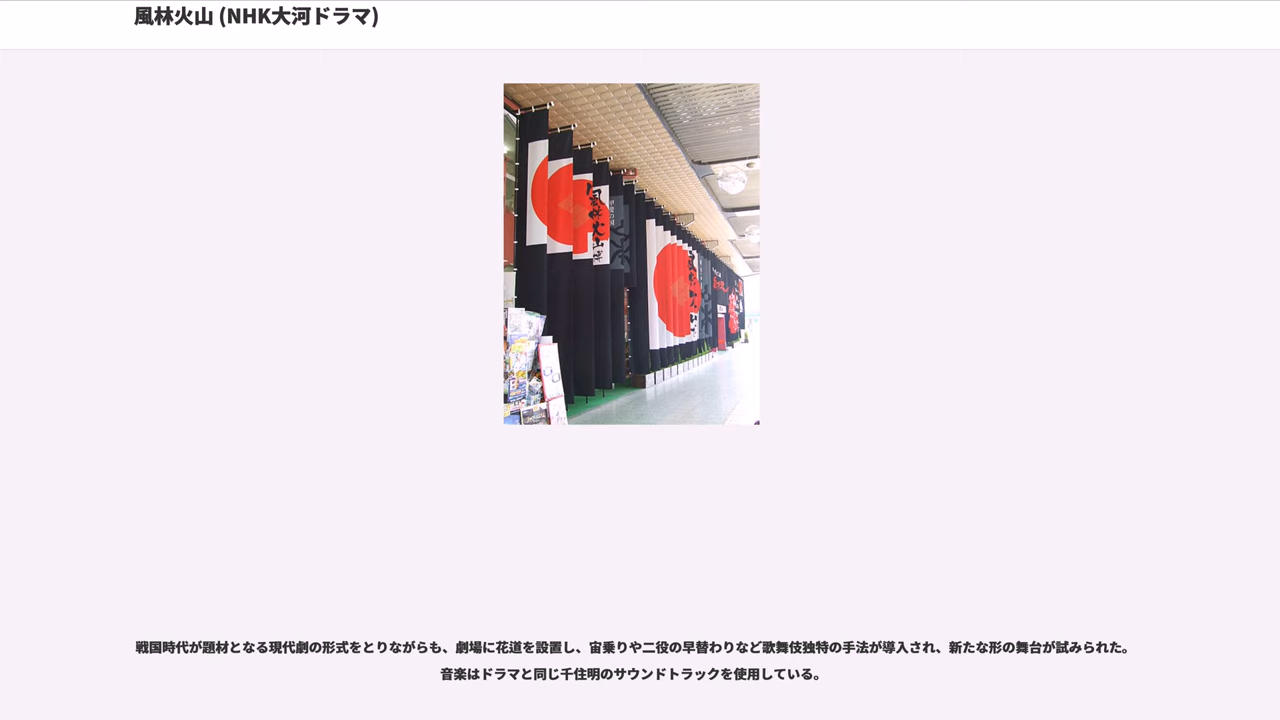 風林火山 (NHK大河ドラマ)
風林火山
戦国時代が題材となる現代劇の形式をとりながらも、劇場に花道を設置し、宙乗りや二役の早替わりなど歌舞伎独特の手法が導入され、新たな形の舞台が試みられた。
音楽はドラマと同じ千住明のサウンドトラックを使用している。